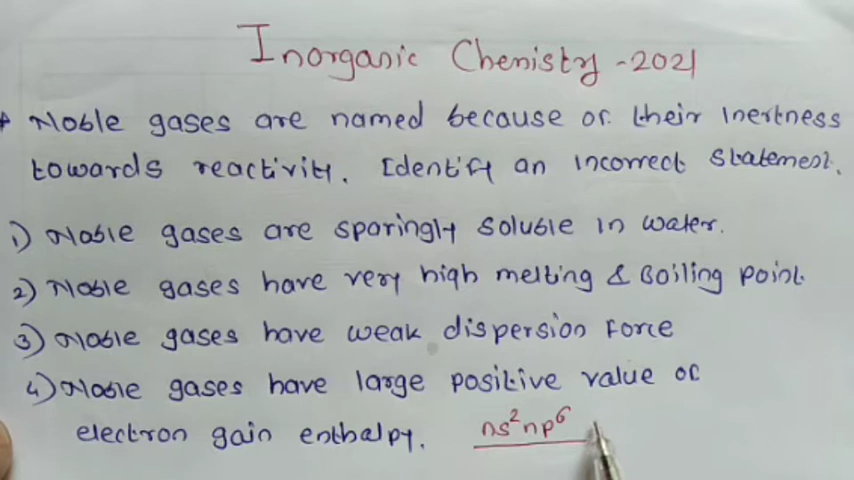 Inorganic Chemistry - 2021
* Noble gases are named because of their Inertness
towards reactivity. Identify an incorrect statement.
1) Noble gases are sparingly soluble in water.
2) Noble gases have very high melting & Boiling point.
3) Noble gases have weak dispersion Force
4) Noble gases have large positive value of
electron gain enthalpy. ns²np⁶